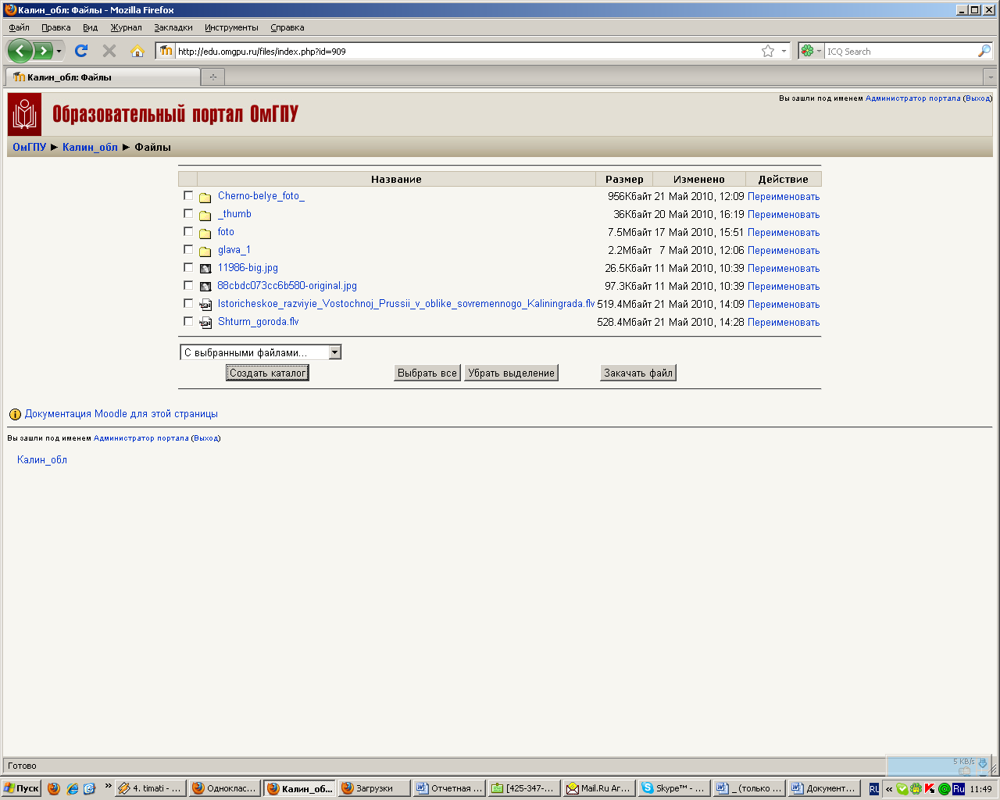 Калин_обл: Файлы - Mozilla Firefox
Файл Правка Вид Журнал Закладки Инструменты Справка
http://edu.omgpu.ru/files/index.php?id=909
ICQ Search
Калин_обл: Файлы
Вы зашли под именем Администратор портала (Выход)
Образовательный портал ОмГПУ
ОмГПУ ► Калин_обл ► Файлы
Название Размер Изменено Действие
Cherno-belye_foto_ 956Кбайт 21 Май 2010, 12:09 Переименовать
_thumb 36Кбайт 20 Май 2010, 16:19 Переименовать
foto 7.5Мбайт 17 Май 2010, 15:51 Переименовать
glava_1 2.2Мбайт 7 Май 2010, 12:06 Переименовать
11986-big.jpg 26.5Кбайт 11 Май 2010, 10:39 Переименовать
88cbdc073cc6b580-original.jpg 97.3Кбайт 11 Май 2010, 10:39 Переименовать
Istoricheskoe_razviyie_Vostochnoj_Prussii_v_oblike_sovremennogo_Kaliningrada.flv 519.4Мбайт 21 Май 2010, 14:09 Переименовать
Shturm_goroda.flv 528.4Мбайт 21 Май 2010, 14:28 Переименовать
С выбранными файлами...
Создать каталог Выбрать все Убрать выделение Закачать файл
Документация Moodle для этой страницы
Вы зашли под именем Администратор портала (Выход)
Калин_обл
Готово
5 KB/s
Пуск » 4. timati - ... Однокласс... Калин_об... Загрузки Отчетная ... [425-347-... Mail.Ru Аг... Skype™ - ... _ (только ... Документ... RU « Ru 11:49